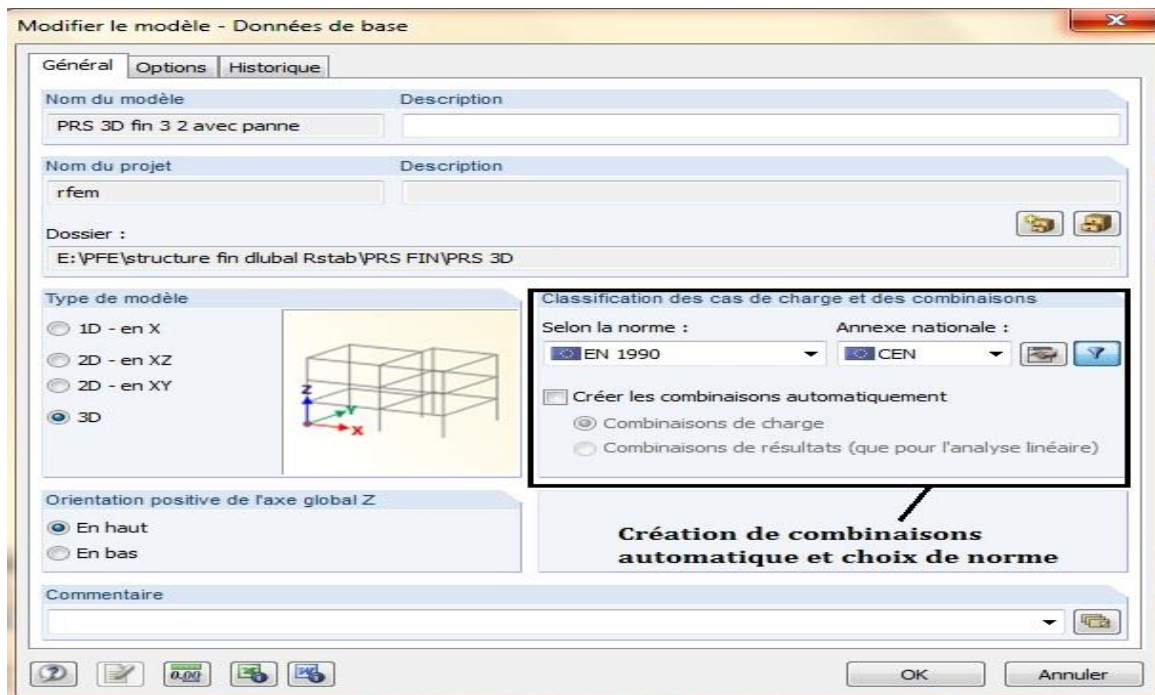 Modifier le modèle - Données de base
Général Options Historique
Nom du modèle Description
PRS 3D fin 3 2 avec panne
Nom du projet Description
rfem
Dossier :
E:\PFE\structure fin dlubal Rstab\PRS FIN\PRS 3D
Type de modèle
1D - en X
2D - en XZ
2D - en XY
3D
Z
Y
X
Classification des cas de charge et des combinaisons
Selon la norme : Annexe nationale :
EN 1990 CEN
Créer les combinaisons automatiquement
Combinaisons de charge
Combinaisons de résultats (que pour l'analyse linéaire)
Orientation positive de l'axe global Z
En haut
En bas
Création de combinaisons
automatique et choix de norme
Commentaire
0.00
OK Annuler